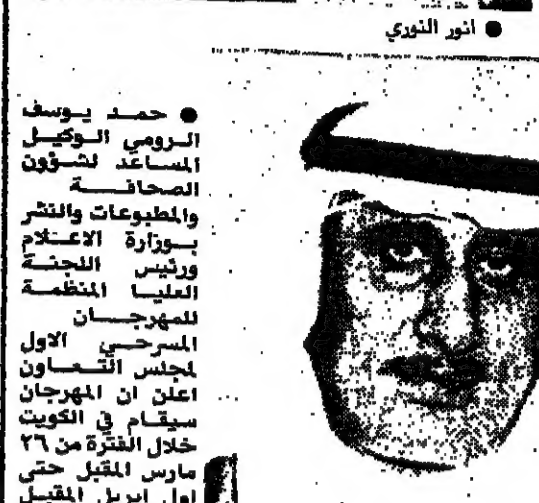 ● انور النوري
● حمد يوسف
الرومي الوكيل
المساعد لشؤون
الصحافة
والمطبوعات والنشر
بوزارة الاعلام
ورئيس اللجنة
العليا المنظمة
للمهرجان
المسرحي الاول
لمجلس التعاون
اعلن ان المهرجان
سيقام في الكويت
خلال الفترة من ٢٦
مارس المقبل حتى
اول ابريل المقبل